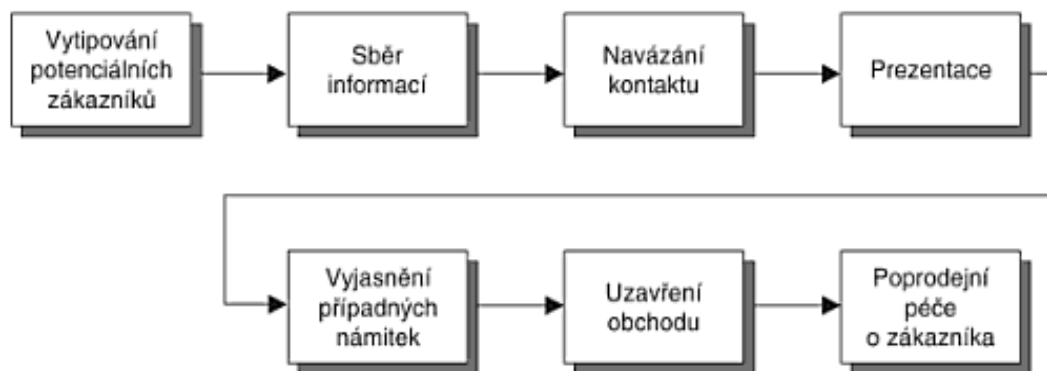 Vytipování
potenciálních
zákazníků
Sběr
informací
Navázání
kontaktu
Prezentace
Vyjasnění
případných
námitek
Uzavření
obchodu
Poprodejní
péče
o zákazníka